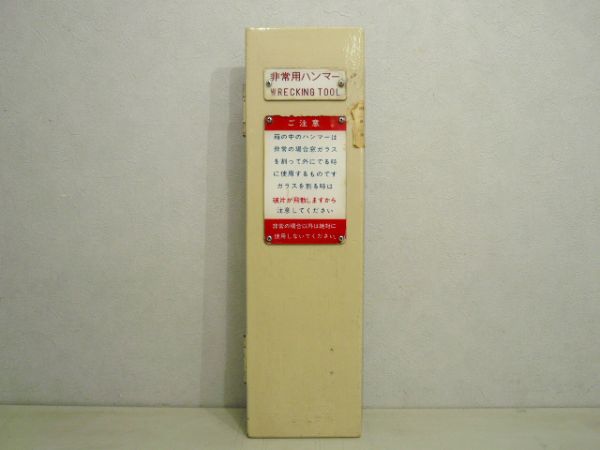 非常用ハンマー
WRECKING TOOL
ご注意
箱の中のハンマーは
非常の場合窓ガラス
を割って外にでる時
に使用するものです
ガラスを割る時は
破片が飛動しますから
注意してください
非常の場合以外は絶対に
使用しないでください。